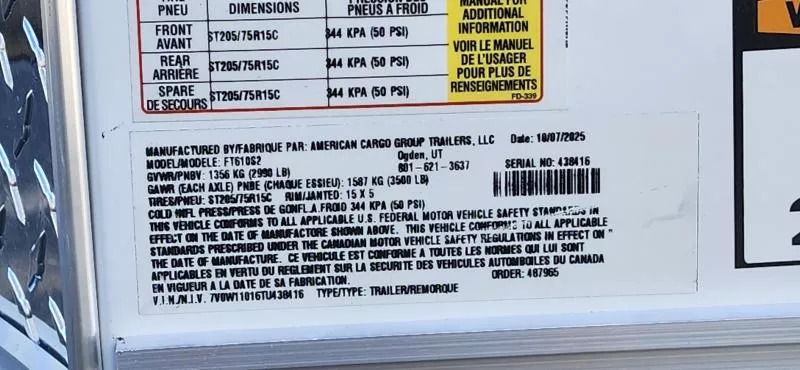 PNEU DIMENSIONS PNEUS A FROID
MANUAL FOR
ADDITIONAL
INFORMATION
VOIR LE MANUEL
DE L'USAGER
POUR PLUS DE
RENSEIGNEMENTS
FD-339
FRONT
AVANT ST205/75R15C 344 KPA (50 PSI)
REAR
ARRIÈRE ST205/75R15C 344 KPA (50 PSI)
SPARE
DE SECOURS ST205/75R15C 344 KPA (50 PSI)
MANUFACTURED BY/FABRIQUE PAR: AMERICAN CARGO GROUP TRAILERS, LLC Date: 10/07/2025
MODEL/MODELE: FT610S2 Ogden, UT
GVWR/PNBV: 1356 KG (2990 LB) 801-621-3637 SERIAL NO: 438416
GAWR (EACH AXLE) PNBE (CHAQUE ESSIEU): 1587 KG (3500 LB)
TIRES/PNEU: ST205/75R15C RIM/JANTED: 15 X 5
COLD INFL PRESS/PRESS DE GONFLA FROID 344 KPA (50 PSI)
THIS VEHICLE CONFORMS TO ALL APPLICABLE U.S. FEDERAL MOTOR VEHICLE SAFETY STANDARDS IN
EFFECT ON THE DATE OF MANUFACTORE SHOWN ABOVE. THIS VEHICLE CONFORMS TO ALL APPLICABLE
STANDARDS PRESCRIBED UNDER THE CANADIAN MOTOR VEHICLE SAFETY REGULATIONS IN EFFECT ON "
THE DATE OF MANUFACTURE. CE VEHICULE EST CONFORME A TOUTES LES NORMES QUI LUI SONT
APPLICABLES EN VERTU DU REGLEMENT SUR LA SECURITE DES VEHICULES AUTOMBOILES DU CANADA
EN VIGUEUR A LA DATE DE SA FABRICATION. ORDER: 487965
V.I.N./N.I.V. 7V0W11016TU438416 TYPE/TYPE: TRAILER/REMORQUE